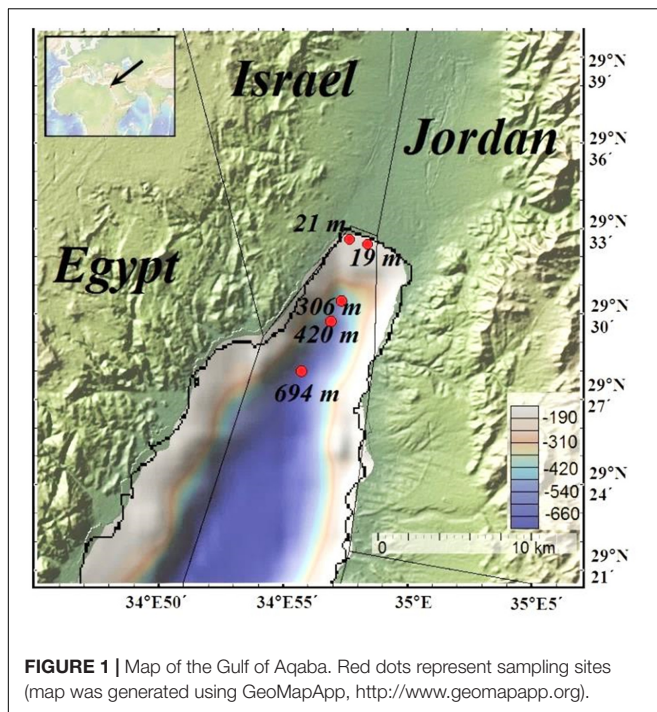 Israel
Jordan
Egypt
21 m
19 m
306 m
420 m
694 m
29°N
39´
29°N
36´
29°N
33´
29°N
30´
29°N
27´
29°N
24´
29°N
21´
-190
-310
-420
-540
-660
0 10 km
34°E50´ 34°E55´ 35°E 35°E5´
FIGURE 1 | Map of the Gulf of Aqaba. Red dots represent sampling sites
(map was generated using GeoMapApp, http://www.geomapapp.org).